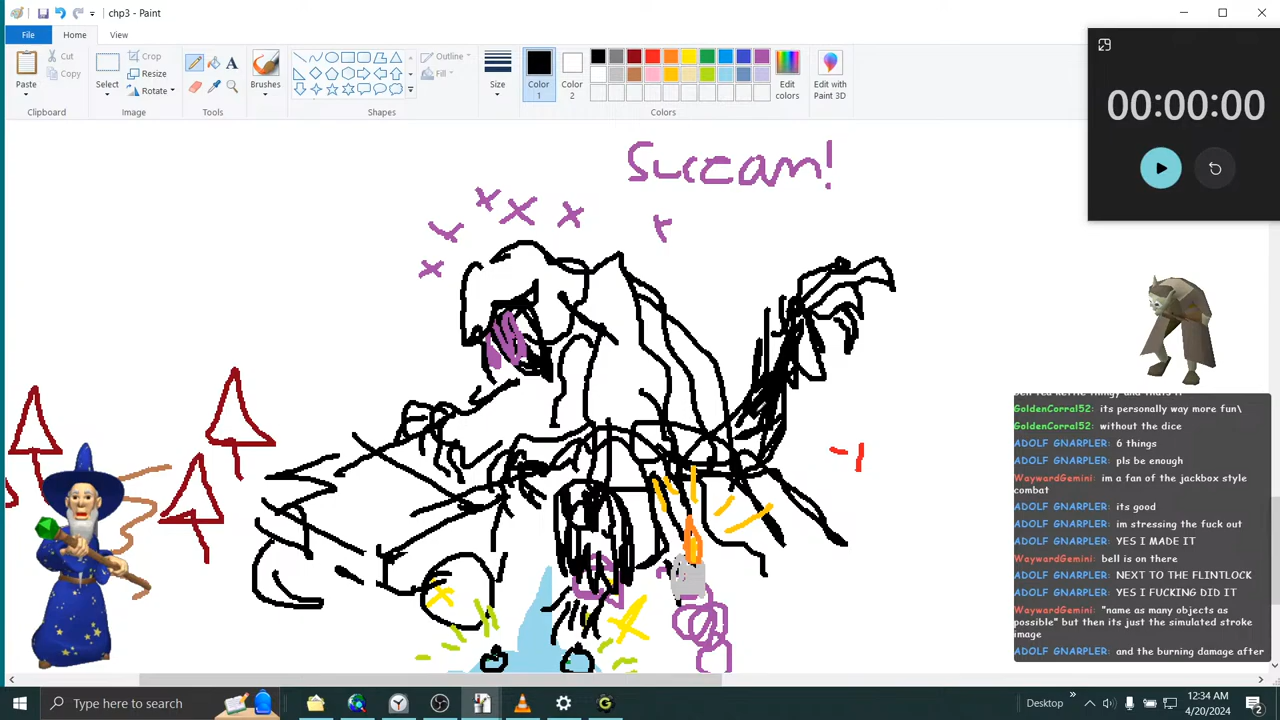 chp3 - Paint
File
Home
View
Paste
Cut
Copy
Clipboard
Select
Crop
Resize
Rotate
Image
Tools
Brushes
Shapes
Outline
Fill
Size
Color 1
Color 2
Edit colors
Edit with Paint 3D
Colors
00:00:00
Scream!
-1
GoldenCorral52: its personally way more fun\
GoldenCorral52: without the dice
ADOLF GNARPLER: 6 things
ADOLF GNARPLER: pls be enough
WaywardGemini: im a fan of the jackbox style
combat
ADOLF GNARPLER: its good
ADOLF GNARPLER: im stressing the fuck out
ADOLF GNARPLER: YES I MADE IT
WaywardGemini: bell is on there
ADOLF GNARPLER: NEXT TO THE FLINTLOCK
ADOLF GNARPLER: YES I FUCKING DID IT
WaywardGemini: "name as many objects as
possible" but then its just the simulated stroke
image
ADOLF GNARPLER: and the burning damage after
Type here to search
Desktop
12:34 AM
4/20/2024
2